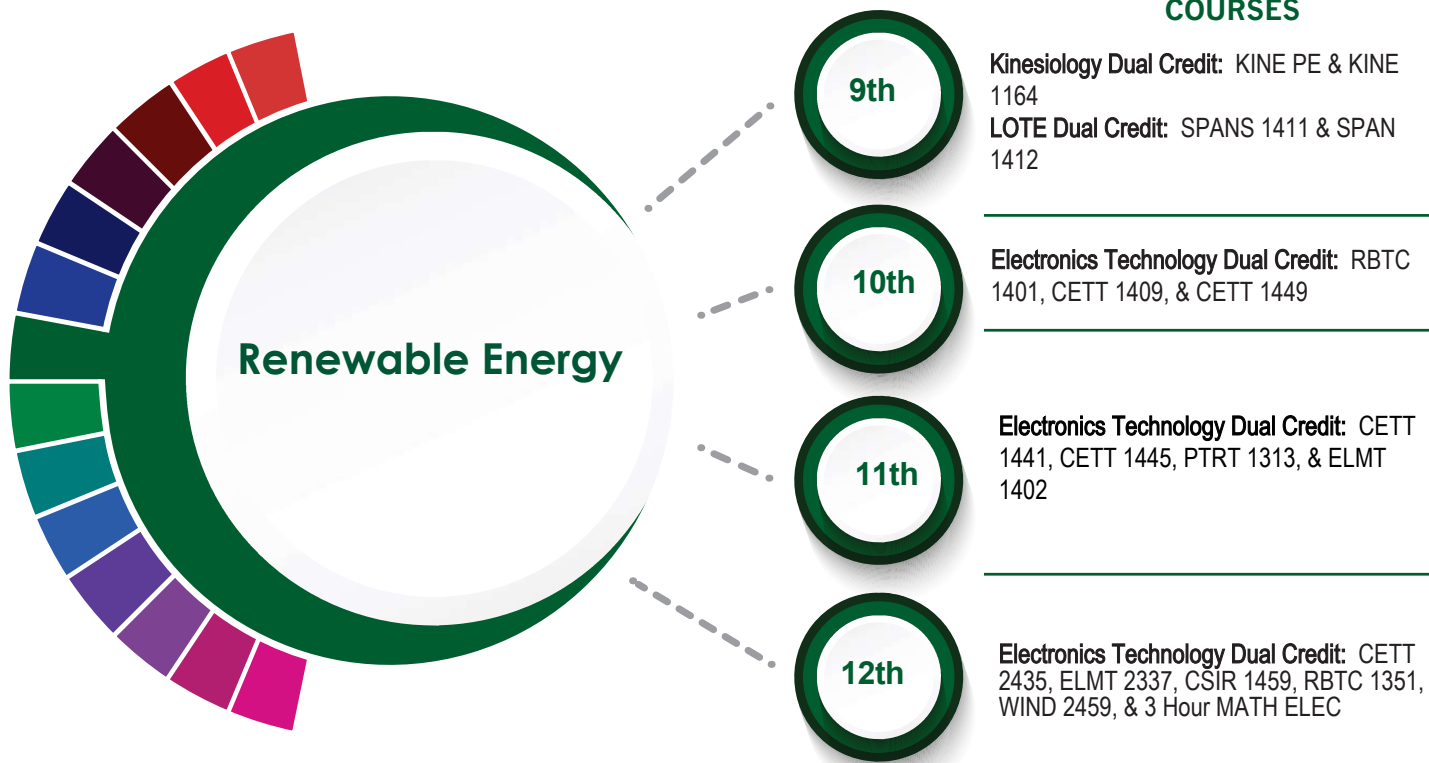 COURSES
Renewable Energy
9th
Kinesiology Dual Credit: KINE PE & KINE
1164
LOTE Dual Credit: SPANS 1411 & SPAN
1412
10th
Electronics Technology Dual Credit: RBTC
1401, CETT 1409, & CETT 1449
11th
Electronics Technology Dual Credit: CETT
1441, CETT 1445, PTRT 1313, & ELMT
1402
12th
Electronics Technology Dual Credit: CETT
2435, ELMT 2337, CSIR 1459, RBTC 1351,
WIND 2459, & 3 Hour MATH ELEC